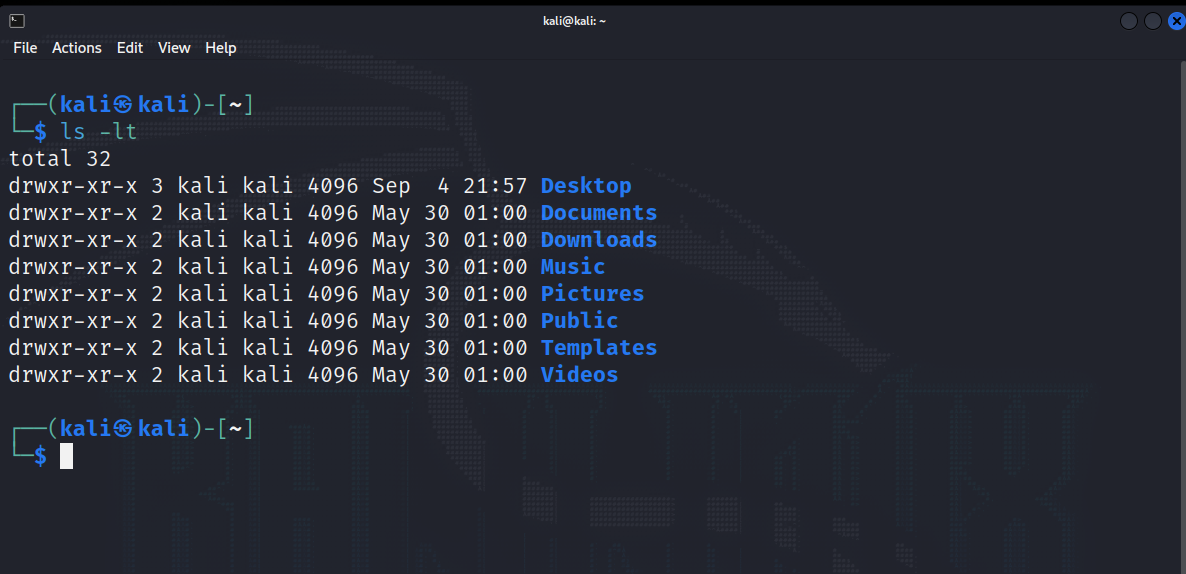 kali@kali: ~
File Actions Edit View Help
┌──(kali㉿kali)-[~]
└─$ ls -lt
total 32
drwxr-xr-x 3 kali kali 4096 Sep  4 21:57 Desktop
drwxr-xr-x 2 kali kali 4096 May 30 01:00 Documents
drwxr-xr-x 2 kali kali 4096 May 30 01:00 Downloads
drwxr-xr-x 2 kali kali 4096 May 30 01:00 Music
drwxr-xr-x 2 kali kali 4096 May 30 01:00 Pictures
drwxr-xr-x 2 kali kali 4096 May 30 01:00 Public
drwxr-xr-x 2 kali kali 4096 May 30 01:00 Templates
drwxr-xr-x 2 kali kali 4096 May 30 01:00 Videos
┌──(kali㉿kali)-[~]
└─$